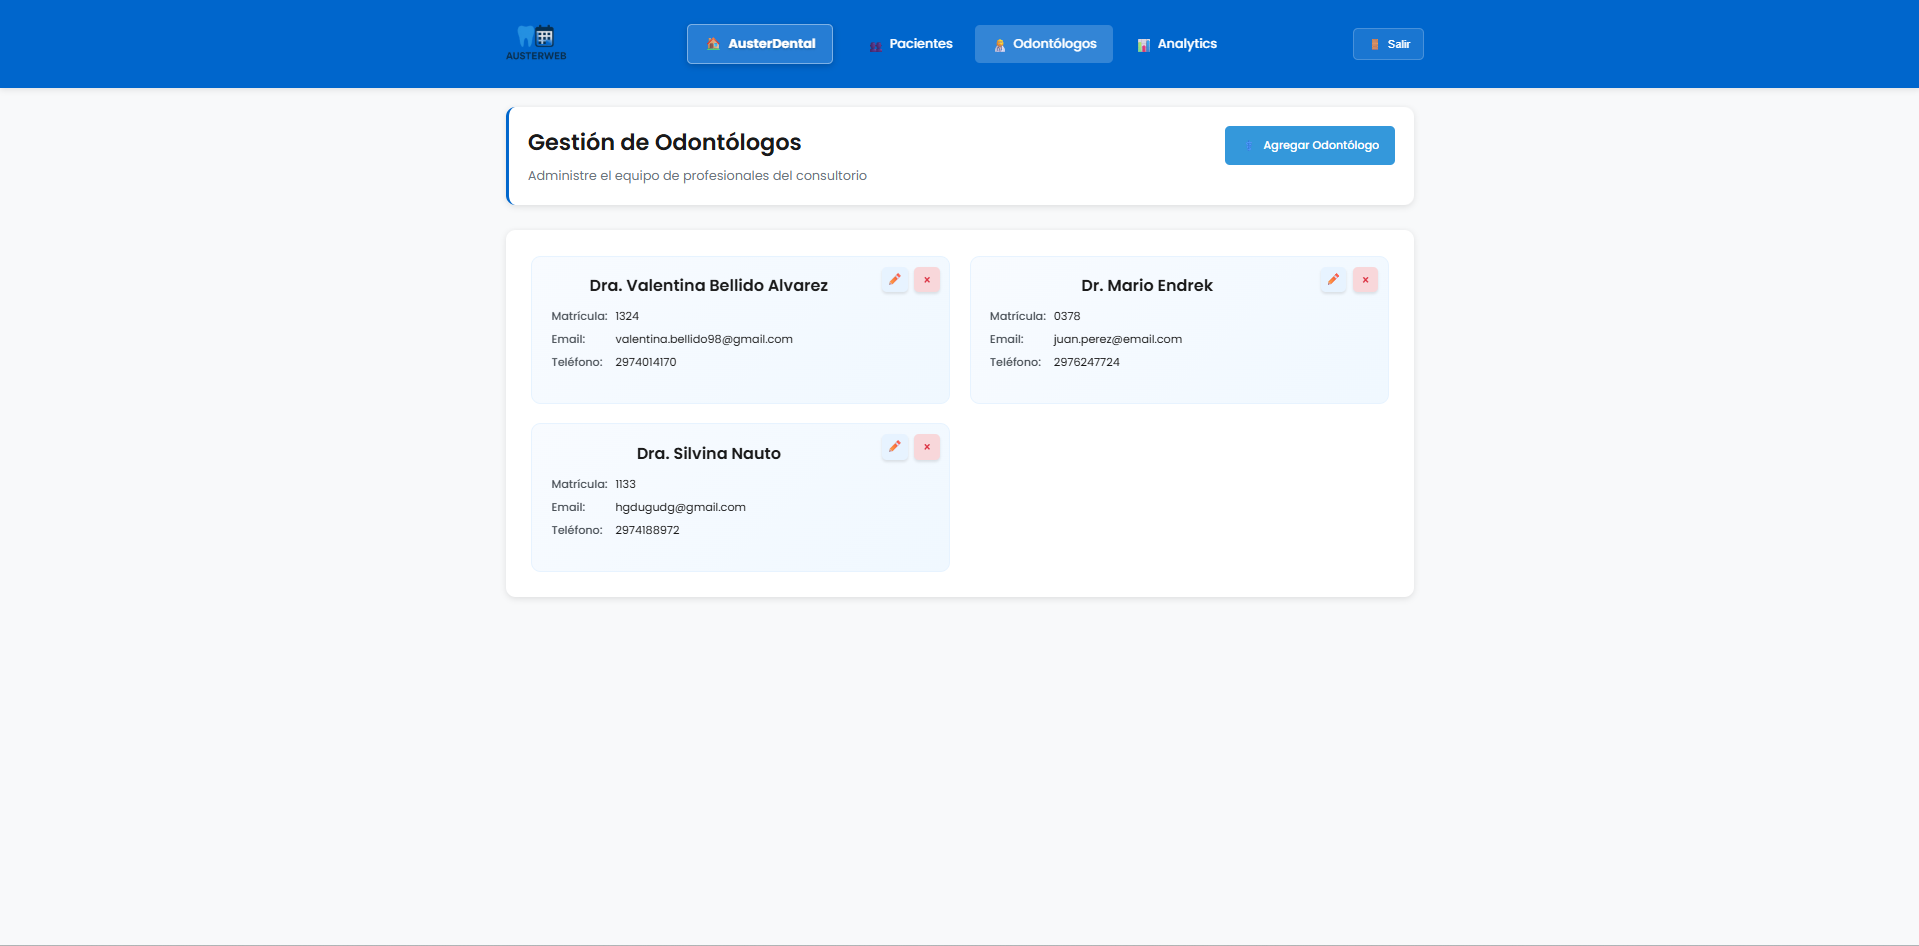 AUSTERWEB
AusterDental
Pacientes
Odontólogos
Analytics
Salir
Gestión de Odontólogos
Administre el equipo de profesionales del consultorio
Agregar Odontólogo
Dra. Valentina Bellido Alvarez
Matrícula: 1324
Email: valentina.bellido98@gmail.com
Teléfono: 2974014170
Dr. Mario Endrek
Matrícula: 0378
Email: juan.perez@email.com
Teléfono: 2976247724
Dra. Silvina Nauto
Matrícula: 1133
Email: hgdugudg@gmail.com
Teléfono: 2974188972